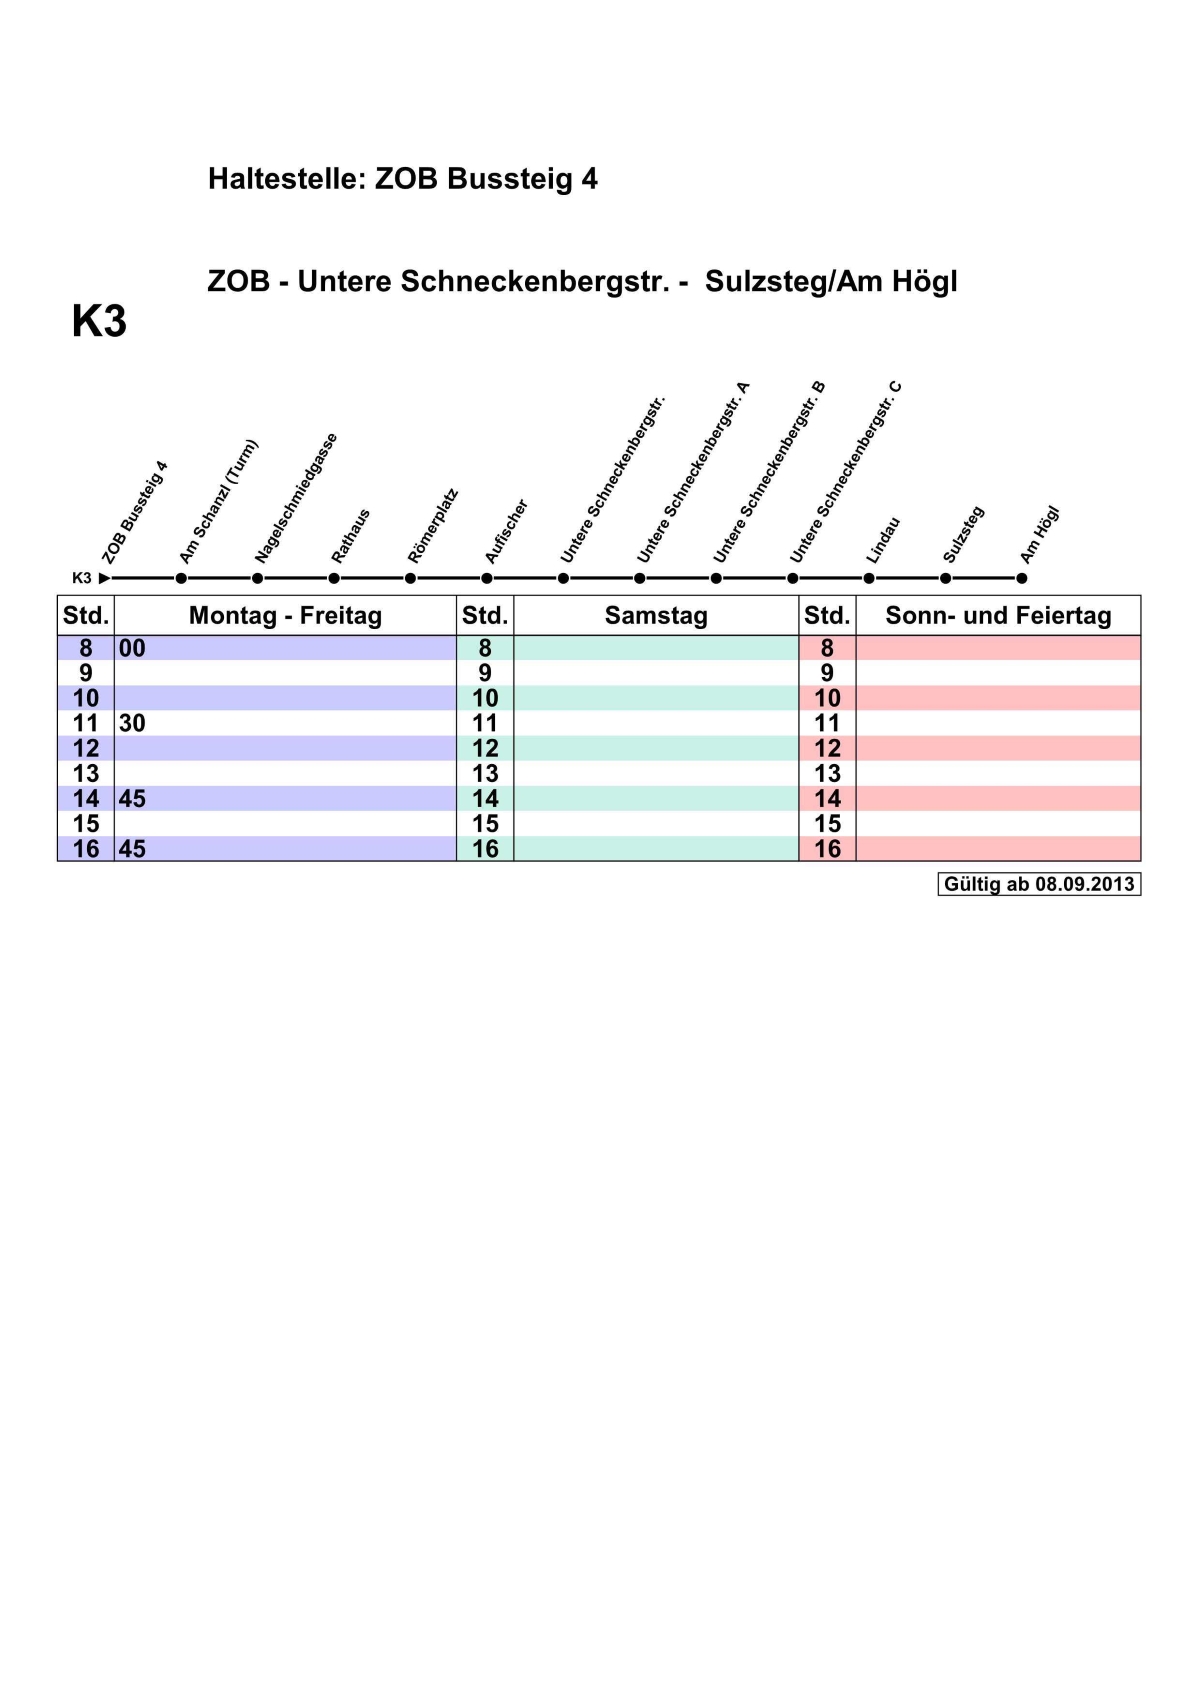 Haltestelle: ZOB Bussteig 4
ZOB - Untere Schneckenbergstr. - Sulzsteg/Am Högl
K3
ZOB Bussteig 4
Am Schanzl (Turm)
Nagelschmiedgasse
Rathaus
Römerplatz
Aufischer
Untere Schneckenbergstr.
Untere Schneckenbergstr. A
Untere Schneckenbergstr. B
Untere Schneckenbergstr. C
Lindau
Sulzsteg
Am Högl
K3
Std. Montag - Freitag Std. Samstag Std. Sonn- und Feiertag
8 00 8 8
9 9 9
10 10 10
11 30 11 11
12 12 12
13 13 13
14 45 14 14
15 15 15
16 45 16 16
Gültig ab 08.09.2013